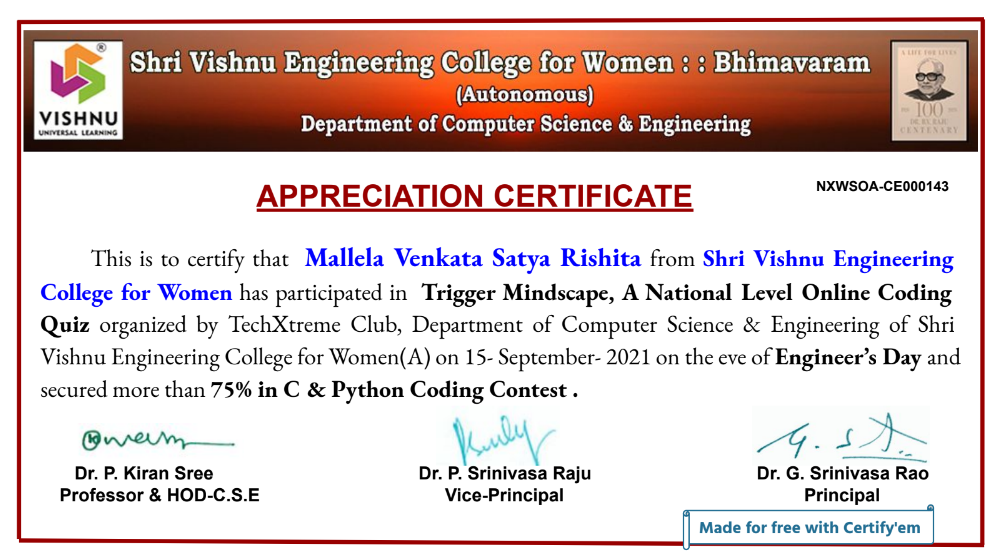 Shri Vishnu Engineering College for Women : : Bhimavaram
(Autonomous)
Department of Computer Science & Engineering
VISHNU
UNIVERSAL LEARNING
A LIFE FOR LIVES
100
CENTENARY
NXWSOA-CE000143
APPRECIATION CERTIFICATE
This is to certify that Mallela Venkata Satya Rishita from Shri Vishnu Engineering
College for Women has participated in Trigger Mindscape, A National Level Online Coding
Quiz organized by TechXtreme Club, Department of Computer Science & Engineering of Shri
Vishnu Engineering College for Women(A) on 15- September- 2021 on the eve of Engineer's Day and
secured more than 75% in C & Python Coding Contest .
Dr. P. Kiran Sree
Professor & HOD-C.S.E
Dr. P. Srinivasa Raju
Vice-Principal
Dr. G. Srinivasa Rao
Principal
Made for free with Certify'em